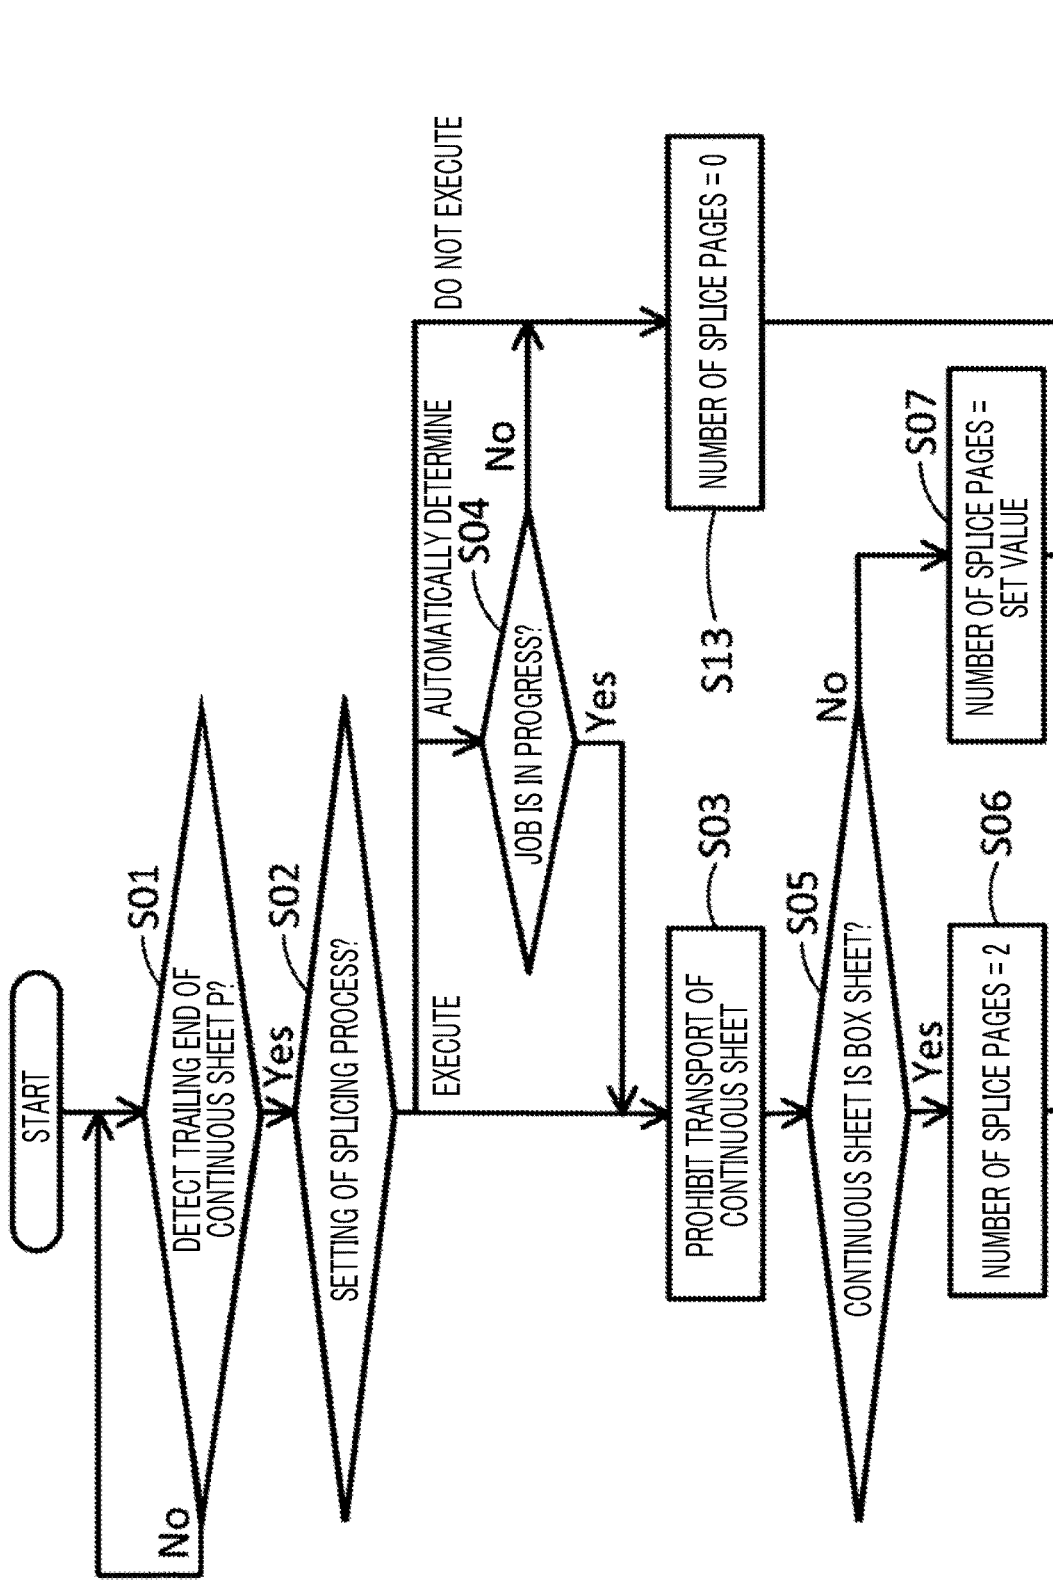 START
S01
DETECT TRAILING END OF
CONTINUOUS SHEET P?
No
Yes
S02
SETTING OF SPLICING PROCESS?
EXECUTE
AUTOMATICALLY DETERMINE
DO NOT EXECUTE
S04
JOB IS IN PROGRESS?
No
Yes
S03
PROHIBIT TRANSPORT OF
CONTINUOUS SHEET
S13
NUMBER OF SPLICE PAGES = 0
S05
CONTINUOUS SHEET IS BOX SHEET?
No
Yes
S06
NUMBER OF SPLICE PAGES = 2
S07
NUMBER OF SPLICE PAGES =
SET VALUE